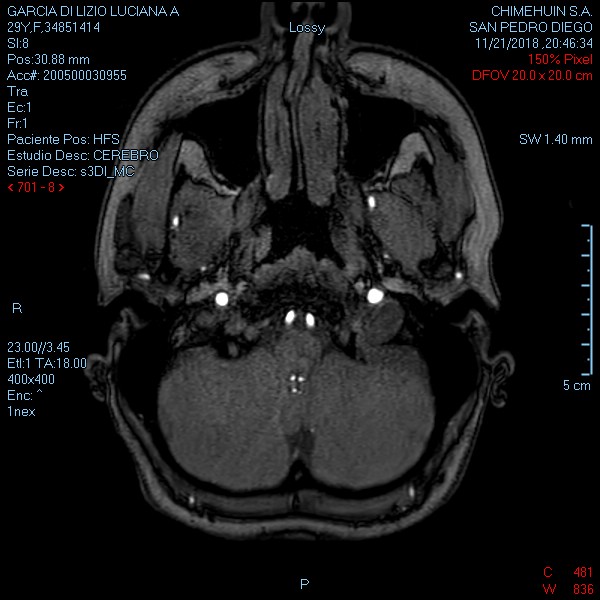 GARCIA DI LIZIO LUCIANA A
29Y,F,34851414
Sl:8
Pos:30.88 mm
Acc#: 200500030955
Tra
Ec:1
Fr:1
Paciente Pos: HFS
Estudio Desc: CEREBRO
Serie Desc: s3DI_MC
< 701 - 8 >
Lossy
CHIMEHUIN S.A.
SAN PEDRO DIEGO
11/21/2018 ,20:46:34
150% Pixel
DFOV 20.0 x 20.0 cm
SW 1.40 mm
R
23.00//3.45
Etl:1 TA:18.00
400x400
Enc: ^
1nex
5 cm
P
C 481
W 836